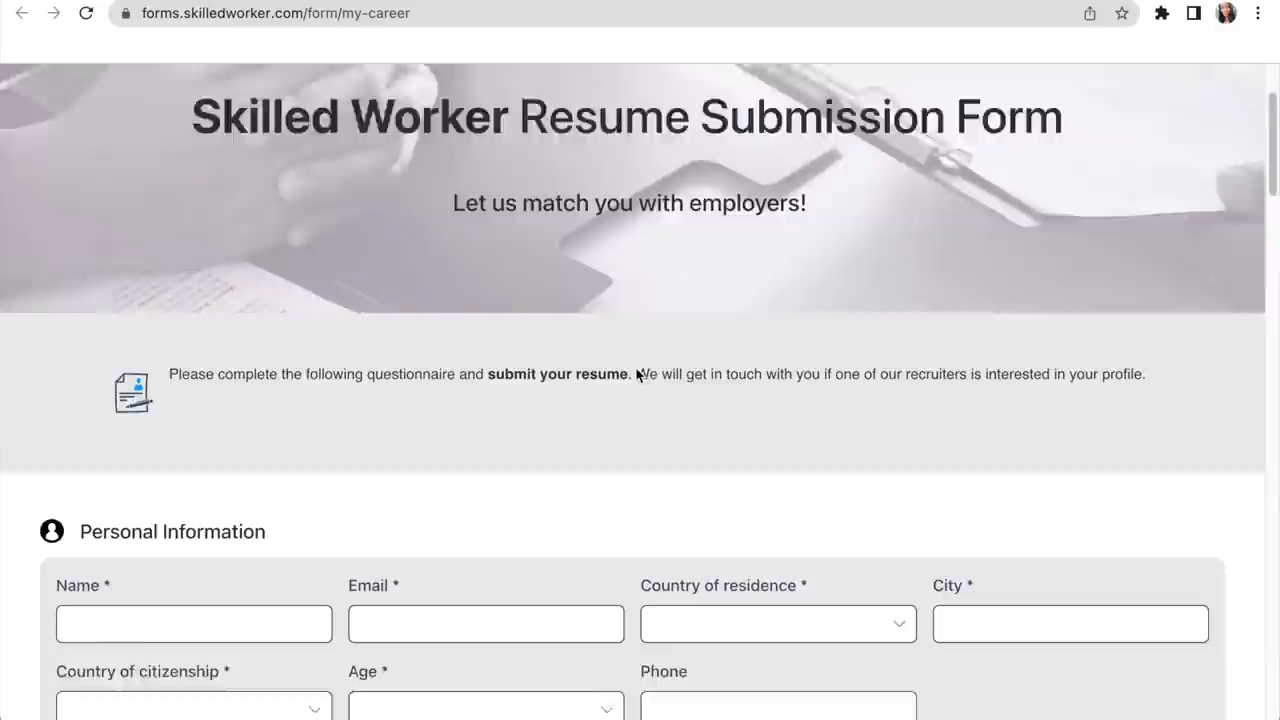 forms.skilledworker.com/form/my-career
Skilled Worker Resume Submission Form
Let us match you with employers!
Please complete the following questionnaire and submit your resume. We will get in touch with you if one of our recruiters is interested in your profile.
Personal Information
Name * Email * Country of residence * City *
Country of citizenship * Age * Phone